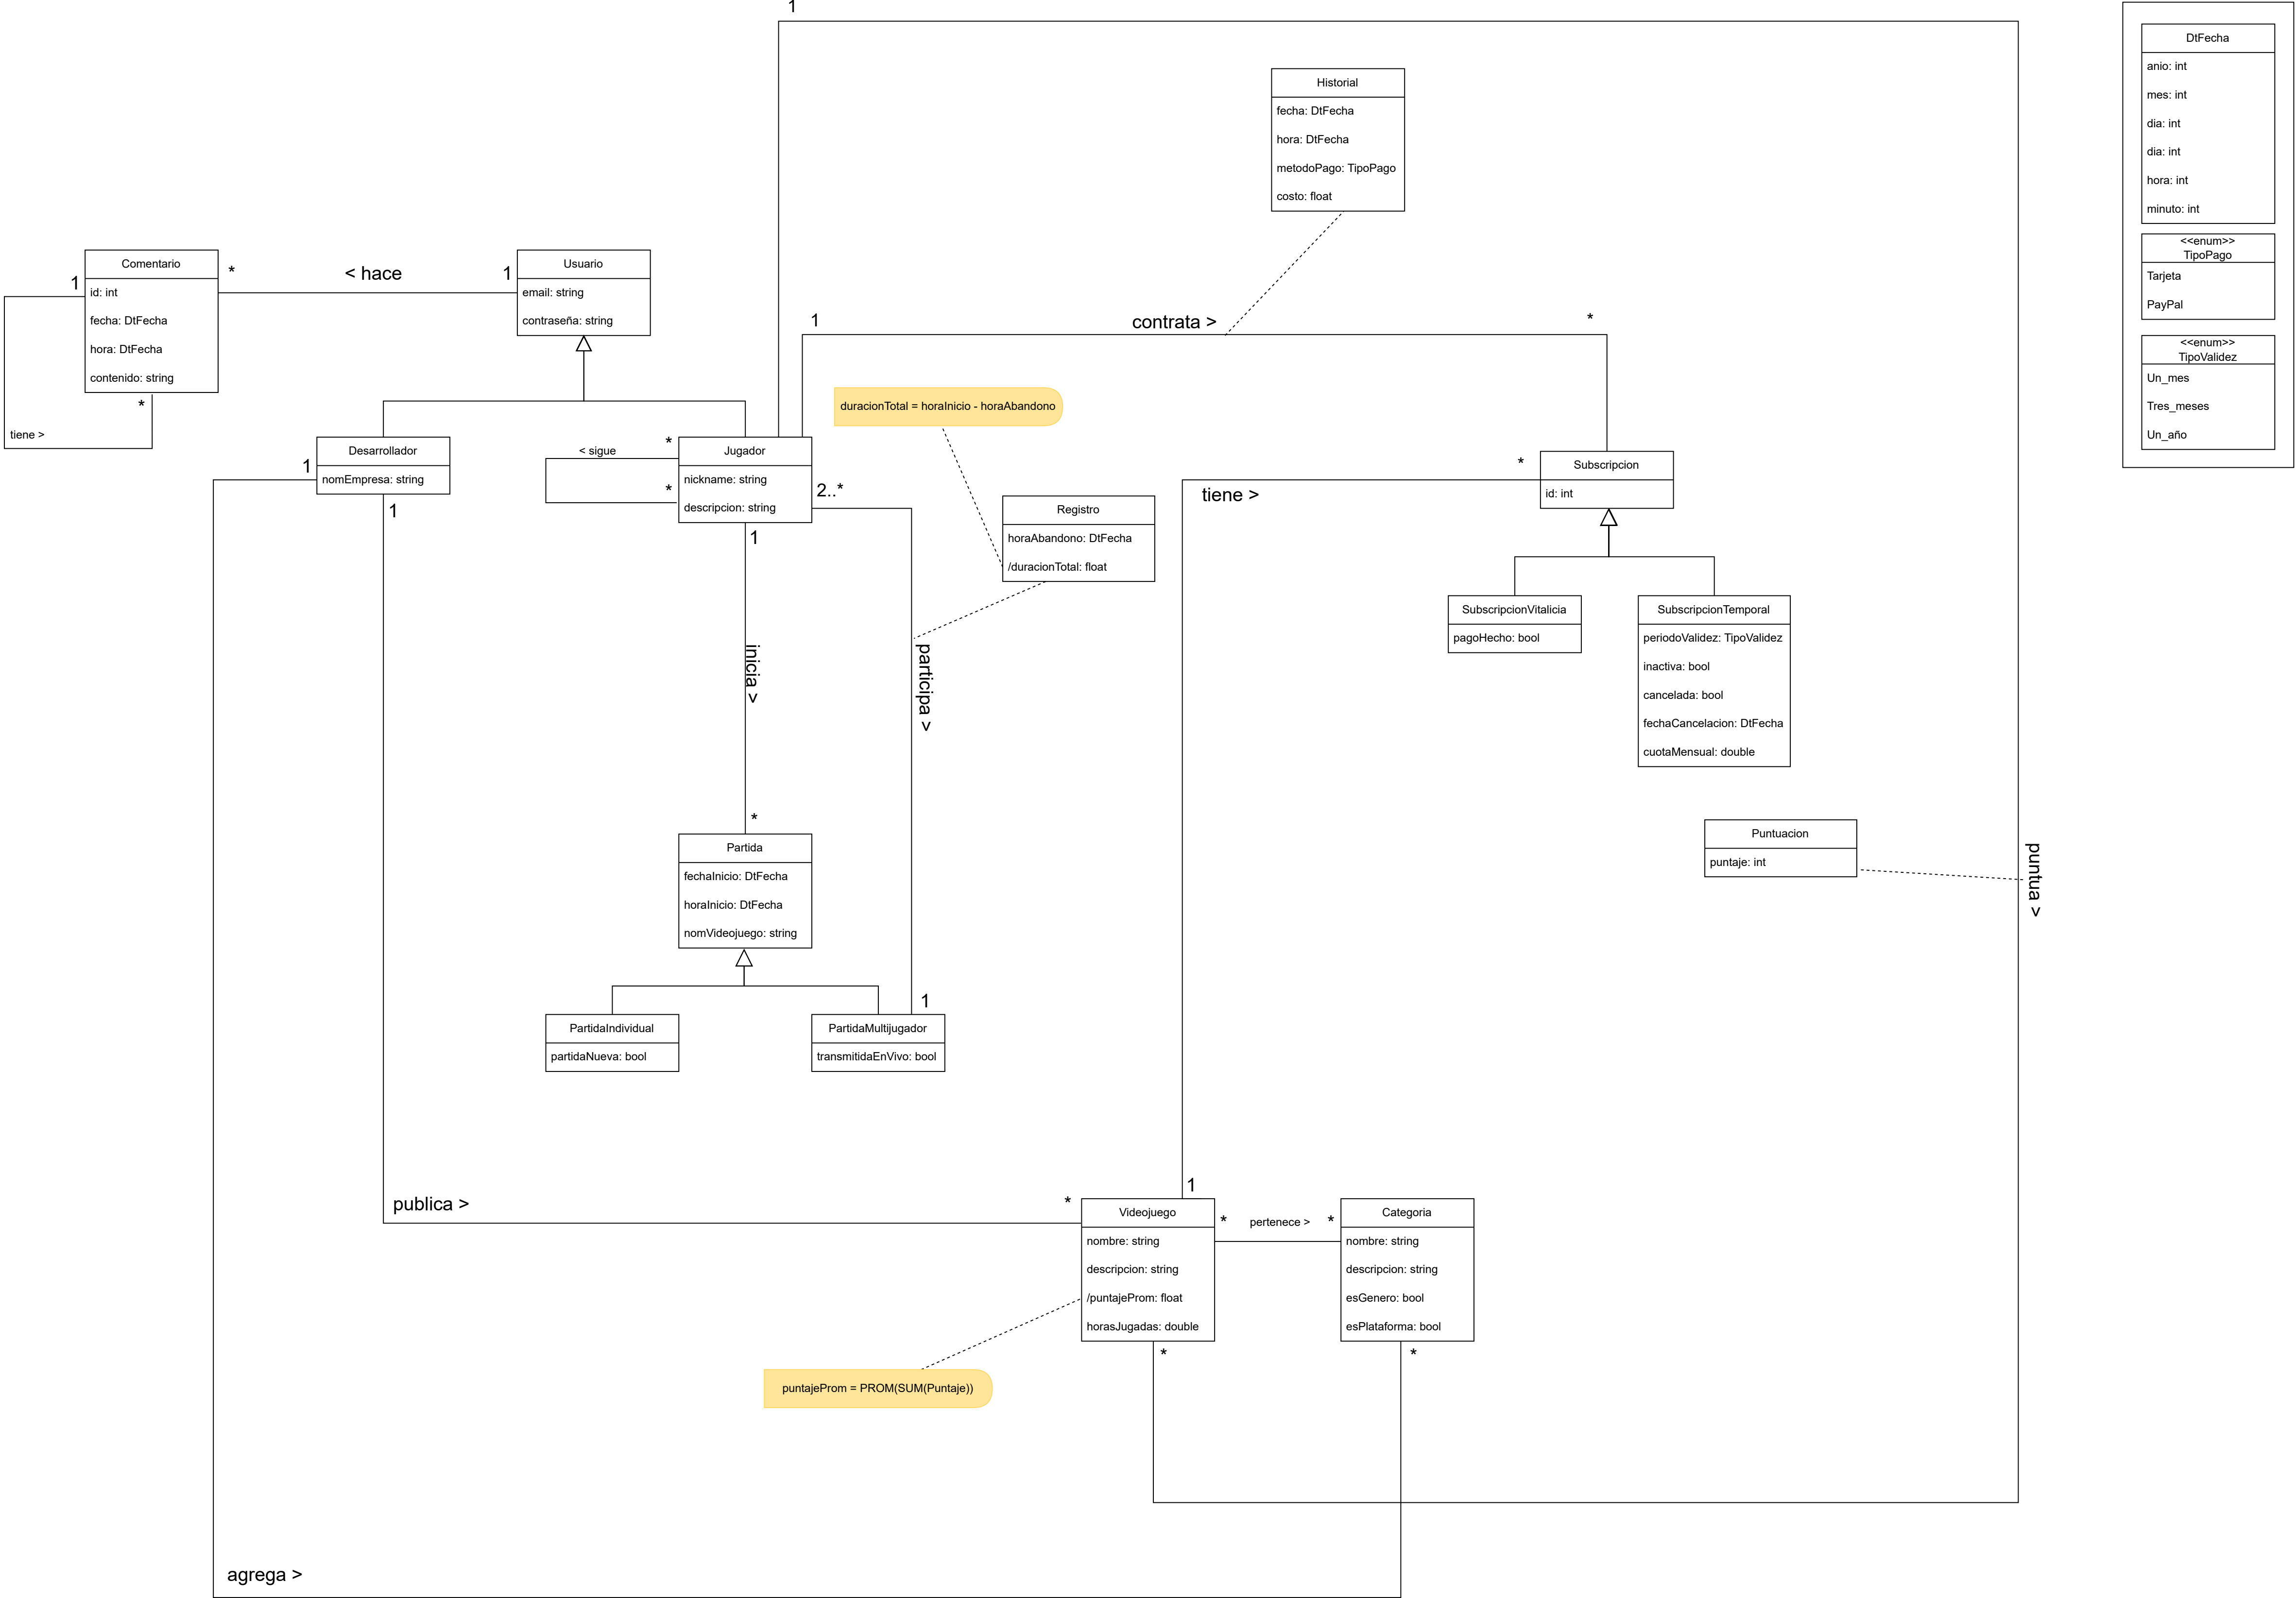 1
DtFecha
anio: int
mes: int
dia: int
dia: int
hora: int
minuto: int
<<enum>>
TipoPago
Tarjeta
PayPal
<<enum>>
TipoValidez
Un_mes
Tres_meses
Un_año
Historial
fecha: DtFecha
hora: DtFecha
metodoPago: TipoPago
costo: float
Comentario
id: int
fecha: DtFecha
hora: DtFecha
contenido: string
1
*
tiene >
*
< hace
1
Usuario
email: string
contraseña: string
1
contrata >
*
duracionTotal = horaInicio - horaAbandono
Desarrollador
nomEmpresa: string
1
1
< sigue
*
*
Jugador
nickname: string
descripcion: string
2..*
1
Registro
horaAbandono: DtFecha
/duracionTotal: float
tiene >
*
Subscripcion
id: int
SubscripcionVitalicia
pagoHecho: bool
SubscripcionTemporal
periodoValidez: TipoValidez
inactiva: bool
cancelada: bool
fechaCancelacion: DtFecha
cuotaMensual: double
inicia >
participa >
*
Partida
fechaInicio: DtFecha
horaInicio: DtFecha
nomVideojuego: string
Puntuacion
puntaje: int
puntua >
1
PartidaIndividual
partidaNueva: bool
PartidaMultijugador
transmitidaEnVivo: bool
publica >
*
1
Videojuego
nombre: string
descripcion: string
/puntajeProm: float
horasJugadas: double
*
pertenece >
*
Categoria
nombre: string
descripcion: string
esGenero: bool
esPlataforma: bool
*
*
puntajeProm = PROM(SUM(Puntaje))
agrega >